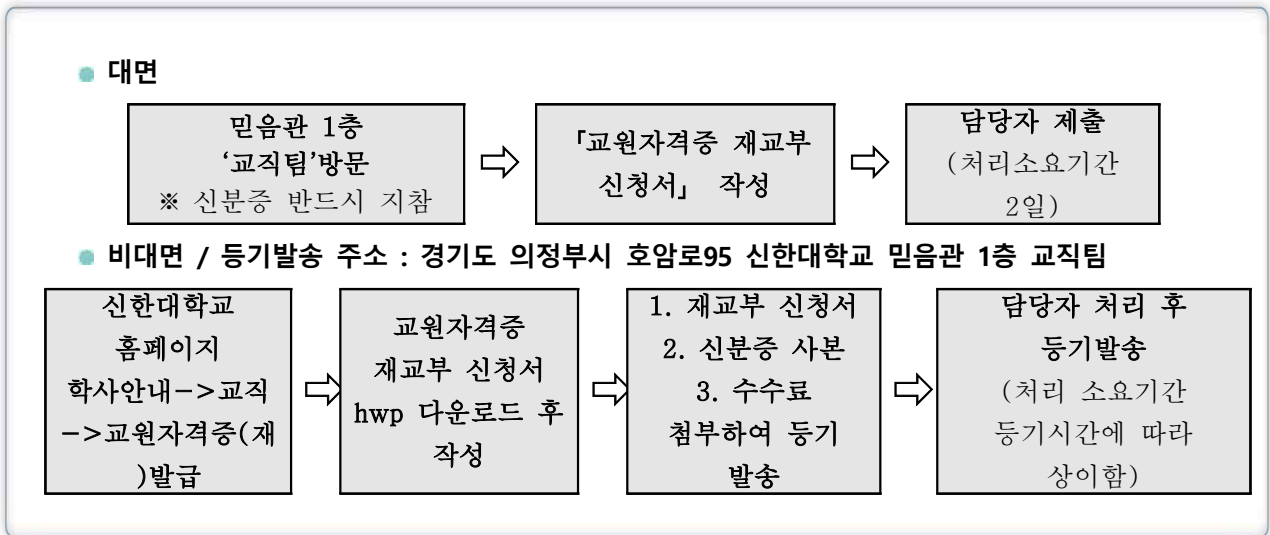 대면
믿음관 1층
‘교직팀’방문
※ 신분증 반드시 지참
「교원자격증 재교부
신청서」 작성
담당자 제출
(처리소요기간
2일)
비대면 / 등기발송 주소 : 경기도 의정부시 호암로95 신한대학교 믿음관 1층 교직팀
신한대학교
홈페이지
학사안내->교직
->교원자격증(재
)발급
교원자격증
재교부 신청서
hwp 다운로드 후
작성
1. 재교부 신청서
2. 신분증 사본
3. 수수료
첨부하여 등기
발송
담당자 처리 후
등기발송
(처리 소요기간
등기시간에 따라
상이함)